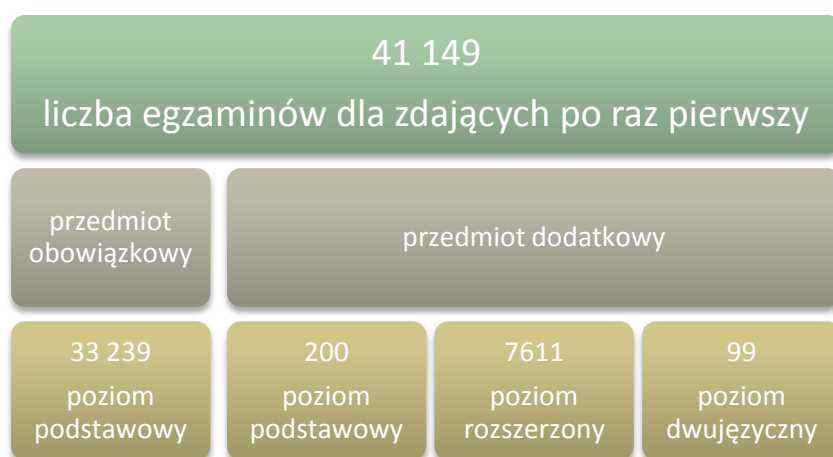 41 149
liczba egzaminów dla zdających po raz pierwszy
przedmiot
obowiązkowy
przedmiot dodatkowy
33 239
poziom
podstawowy
200
poziom
podstawowy
7611
poziom
rozszerzony
99
poziom
dwujęzyczny